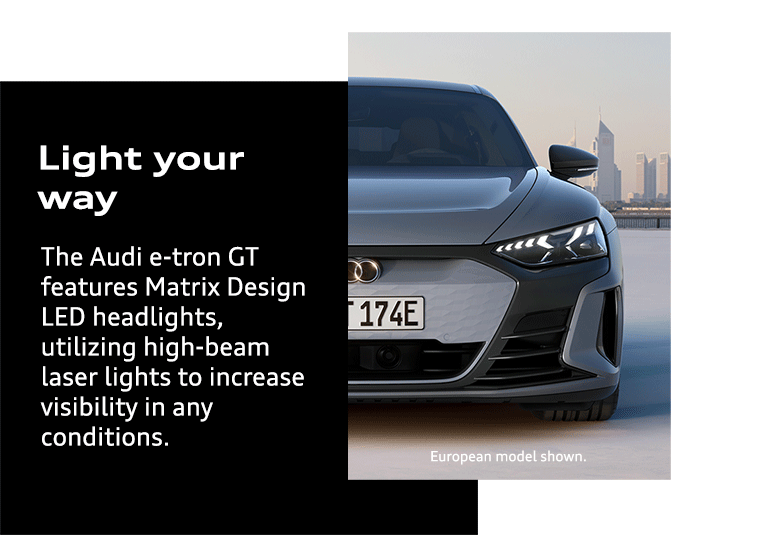 Light your
way
The Audi e-tron GT
features Matrix Design
LED headlights,
utilizing high-beam
laser lights to increase
visibility in any
conditions.
174E
European model shown.